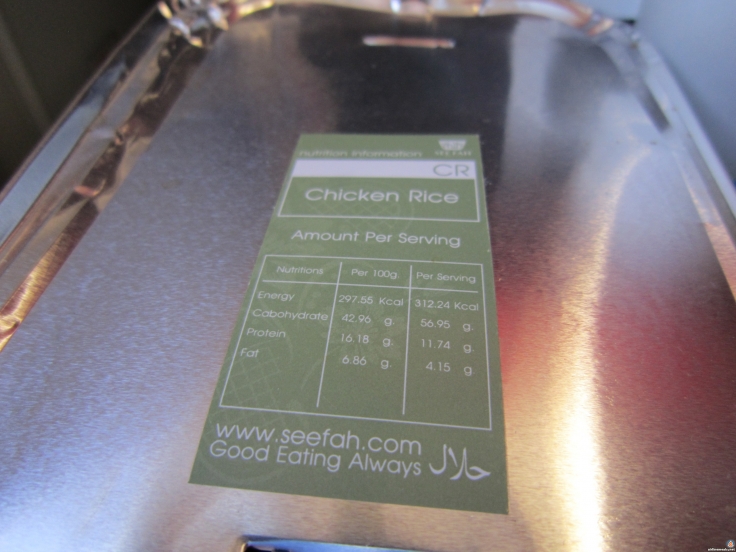 Nutrition Information
SEE FAH
CR
Chicken Rice
Amount Per Serving
Nutritions Per 100g. Per Serving
Energy 297.55 Kcal 312.24 Kcal
Cabohydrate 42.96 g. 56.95 g.
Protein 16.18 g. 11.74 g.
Fat 6.86 g. 4.15 g.
www.seefah.com
Good Eating Always حلال